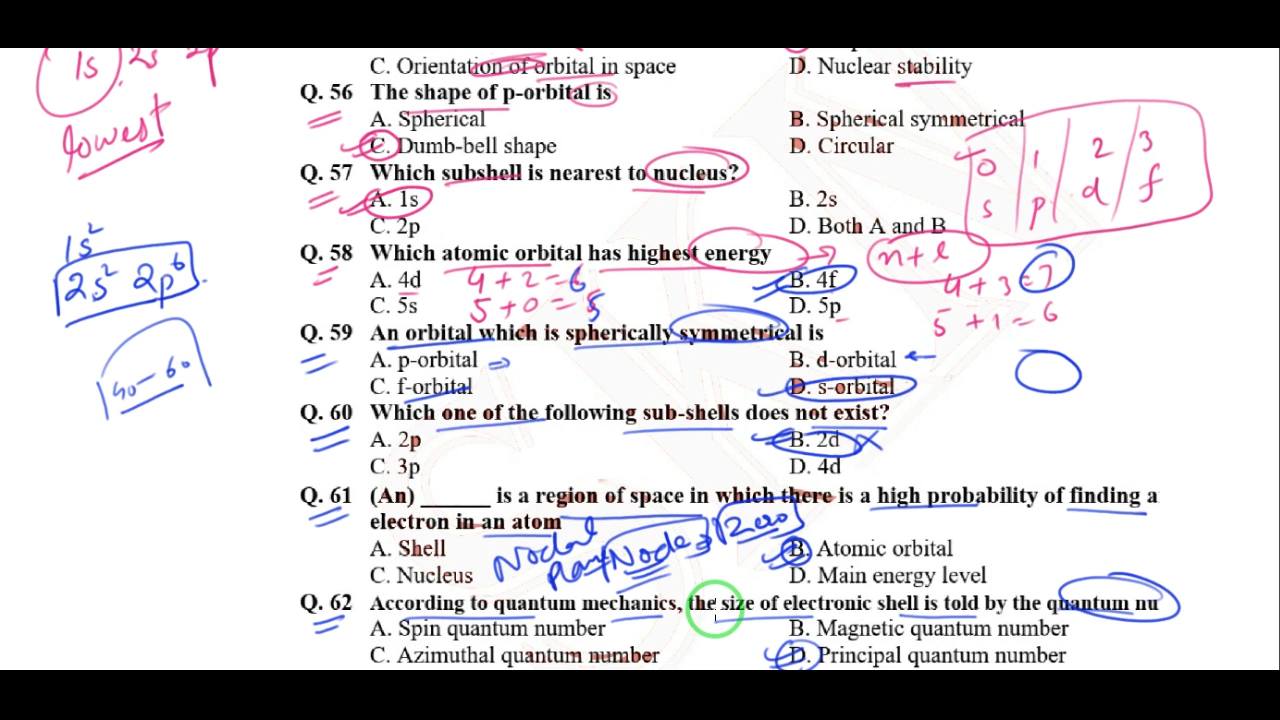 1s 2s 2p
C. Orientation of orbital in space D. Nuclear stability
Q. 56 The shape of p-orbital is
A. Spherical B. Spherical symmetrical
C. Dumb-bell shape D. Circular
lowest
0 1 2 3
s p d f
Q. 57 Which subshell is nearest to nucleus?
A. 1s B. 2s
C. 2p D. Both A and B
1s²
2s² 2p⁶
Q. 58 Which atomic orbital has highest energy
n+l
A. 4d 4+2=6 B. 4f 4+3=7
C. 5s 5+0=5 D. 5p 5+1=6
Q. 59 An orbital which is spherically symmetrical is
A. p-orbital B. d-orbital
C. f-orbital D. s-orbital
Q. 60 Which one of the following sub-shells does not exist?
A. 2p B. 2d
C. 3p D. 4d
Q. 61 (An) ______ is a region of space in which there is a high probability of finding a
electron in an atom
Nodal Node Zero
A. Shell B. Atomic orbital
C. Nucleus D. Main energy level
Q. 62 According to quantum mechanics, the size of electronic shell is told by the quantum nu
A. Spin quantum number B. Magnetic quantum number
C. Azimuthal quantum number D. Principal quantum number